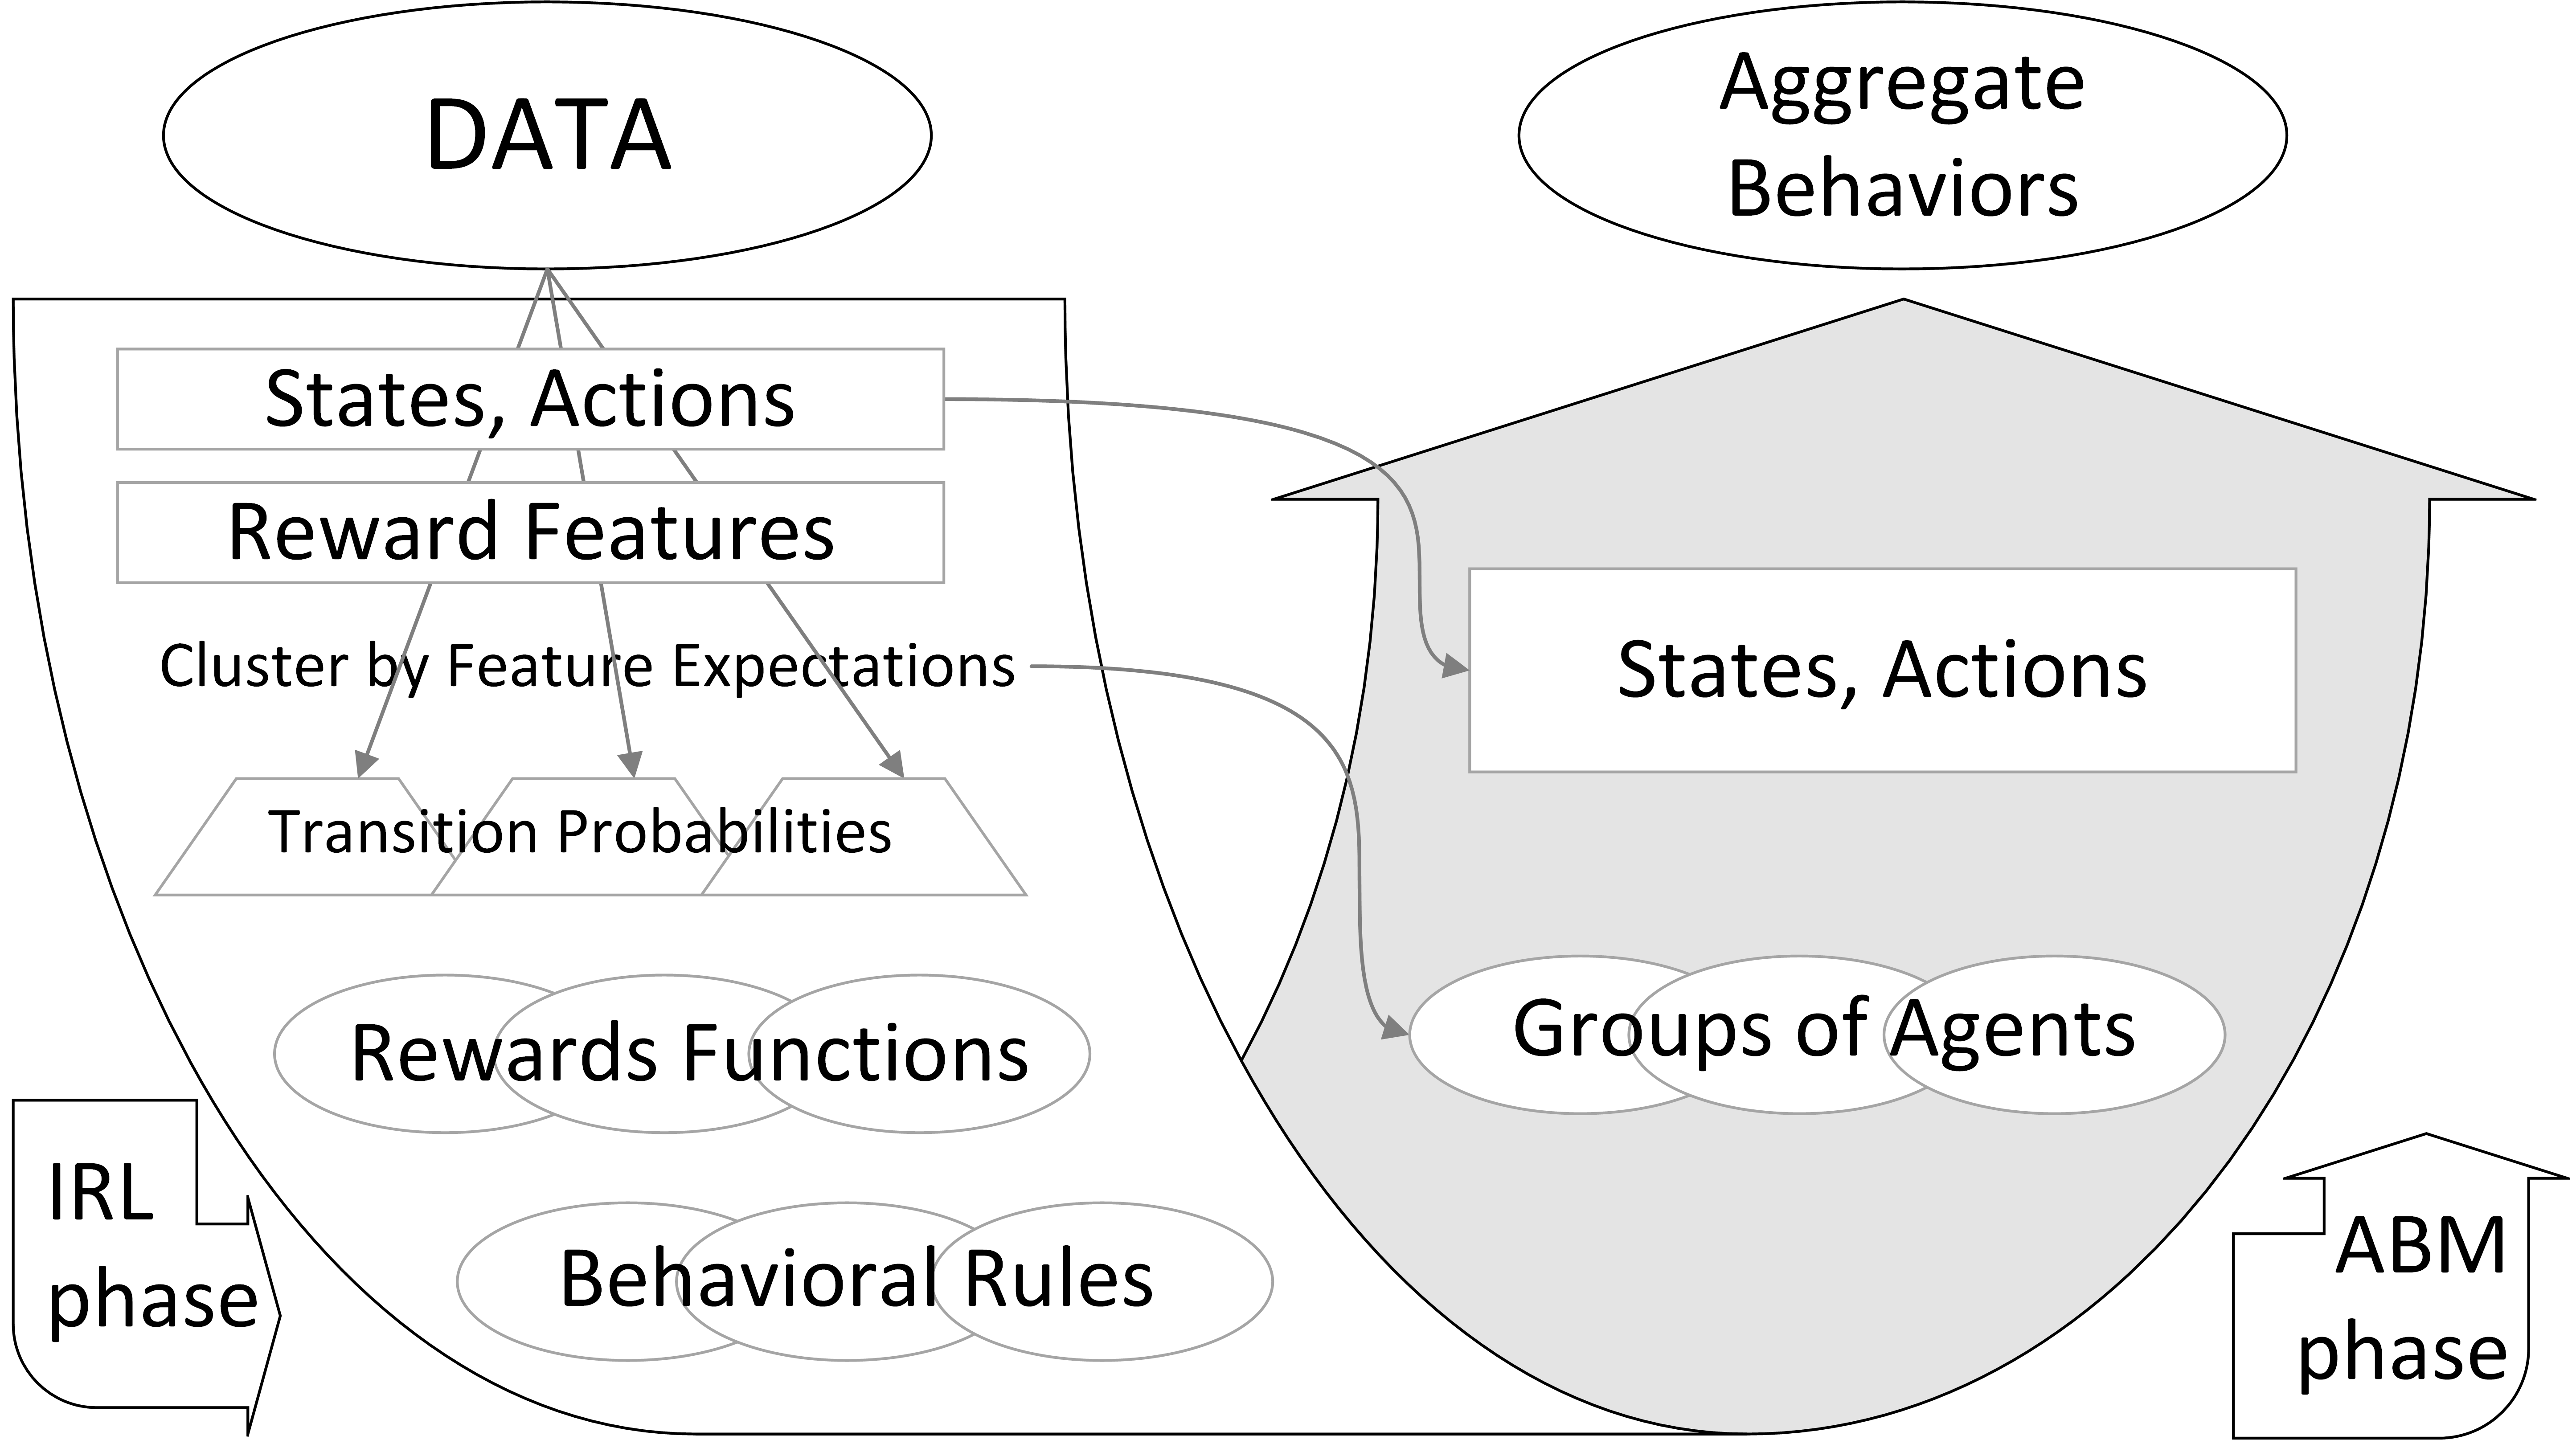 DATA
Aggregate
Behaviors
States, Actions
Reward Features
Cluster by Feature Expectations
Transition Probabilities
Rewards Functions
Behavioral Rules
IRL
phase
States, Actions
Groups of Agents
ABM
phase